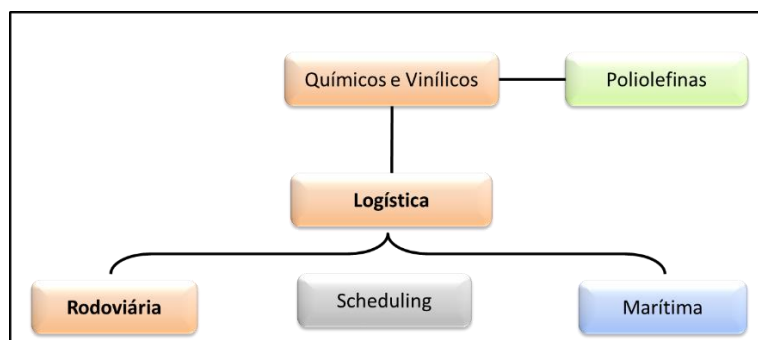 Químicos e Vinílicos
Poliolefinas
Logística
Rodoviária
Scheduling
Marítima